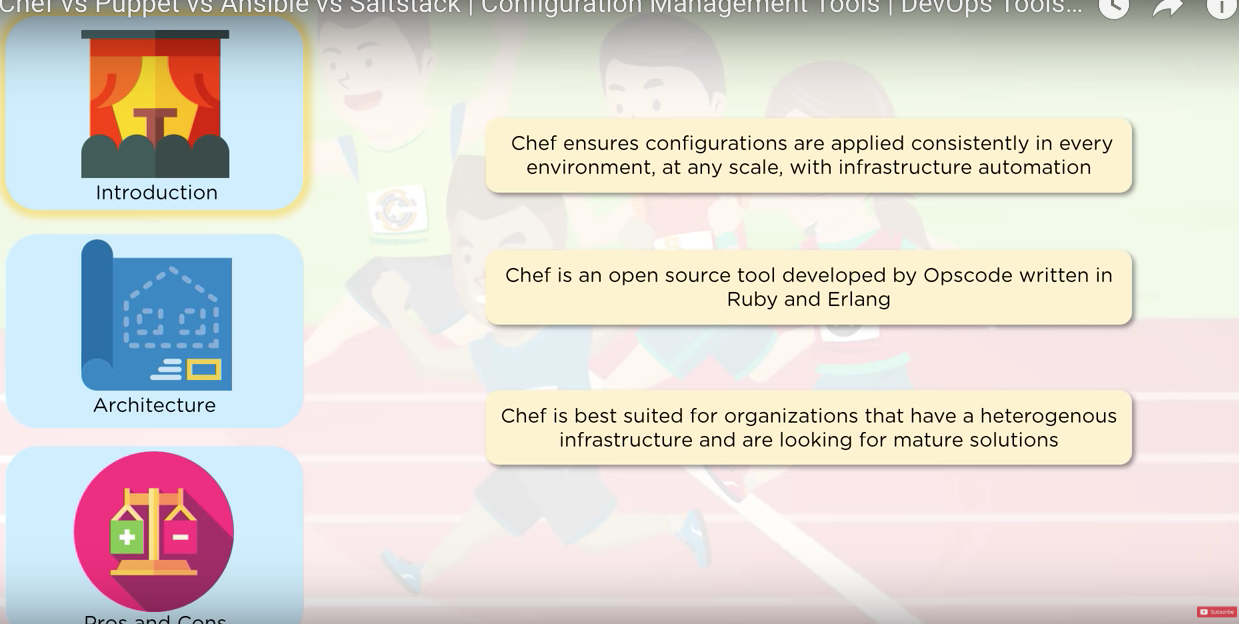 Chef vs Puppet vs Ansible vs Saltstack | Configuration Management Tools | DevOps Tools...
Introduction
Architecture
Pros and Cons
Chef ensures configurations are applied consistently in every
environment, at any scale, with infrastructure automation
Chef is an open source tool developed by Opscode written in
Ruby and Erlang
Chef is best suited for organizations that have a heterogenous
infrastructure and are looking for mature solutions
Subscribe